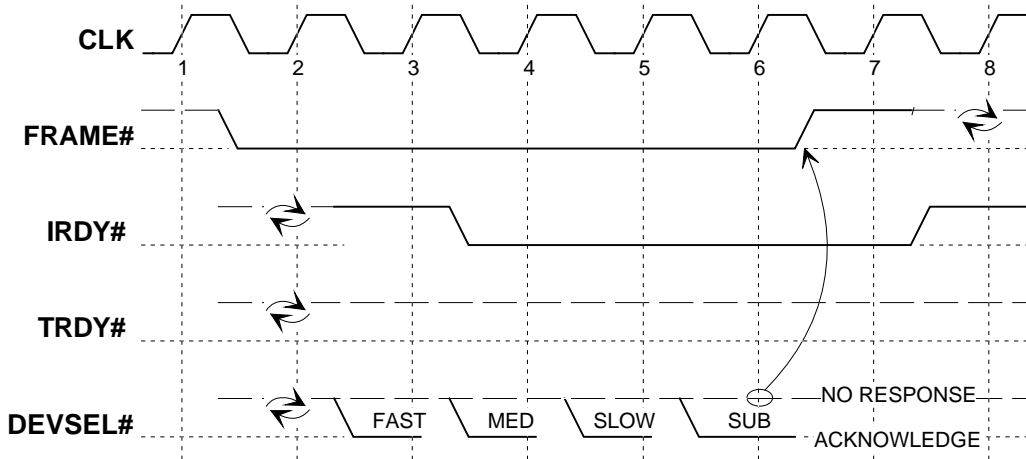 CLK
1 2 3 4 5 6 7 8
FRAME#
IRDY#
TRDY#
DEVSEL#
FAST MED SLOW SUB
NO RESPONSE
ACKNOWLEDGE